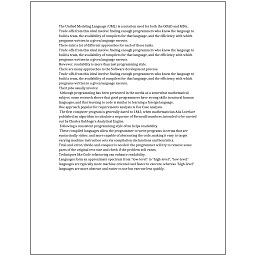 The Unified Modeling Language (UML) is a notation used for both the OOAD and MDA.
Trade-offs from this ideal involve finding enough programmers who know the language to
build a team, the availability of compilers for that language, and the efficiency with which
programs written in a given language execute.
There exist a lot of different approaches for each of those tasks.
Trade-offs from this ideal involve finding enough programmers who know the language to
build a team, the availability of compilers for that language, and the efficiency with which
programs written in a given language execute.
However, readability is more than just programming style.
There are many approaches to the Software development process.
Trade-offs from this ideal involve finding enough programmers who know the language to
build a team, the availability of compilers for that language, and the efficiency with which
programs written in a given language execute.
Their jobs usually involve:
Although programming has been presented in the media as a somewhat mathematical
subject, some research shows that good programmers have strong skills in natural human
languages, and that learning to code is similar to learning a foreign language.
One approach popular for requirements analysis is Use Case analysis.
The first computer program is generally dated to 1843, when mathematician Ada Lovelace
published an algorithm to calculate a sequence of Bernoulli numbers, intended to be carried
out by Charles Babbage's Analytical Engine.
Following a consistent programming style often helps readability.
These compiled languages allow the programmer to write programs in terms that are
syntactically richer, and more capable of abstracting the code, making it easy to target
varying machine instruction sets via compilation declarations and heuristics.
Trial-and-error/divide-and-conquer is needed: the programmer will try to remove some
parts of the original test case and check if the problem still exists.
Techniques like Code refactoring can enhance readability.
Languages form an approximate spectrum from "low-level" to "high-level"; "low-level"
languages are typically more machine-oriented and faster to execute, whereas "high-level"
languages are more abstract and easier to use but execute less quickly.